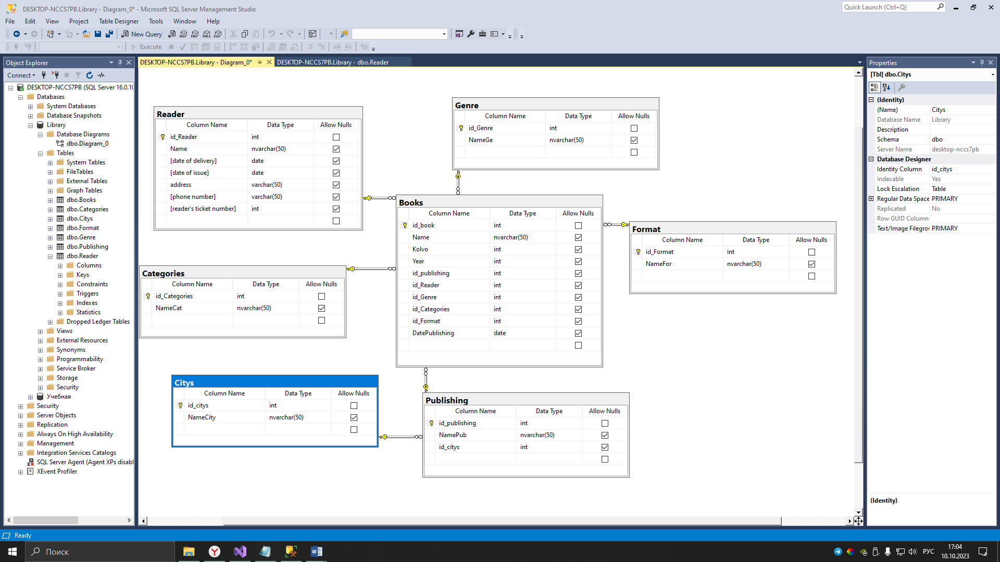 DESKTOP-NCCS7PB.Library - Diagram_0* - Microsoft SQL Server Management Studio
Quick Launch (Ctrl+Q)
File Edit View Project Table Designer Tools Window Help
New Query
MDX DMX XMLA DAX
Execute
Object Explorer
Connect
DESKTOP-NCCS7PB (SQL Server 16.0.10
Databases
System Databases
Database Snapshots
Library
Database Diagrams
dbo.Diagram_0
Tables
System Tables
FileTables
External Tables
Graph Tables
dbo.Books
dbo.Categories
dbo.Citys
dbo.Format
dbo.Genre
dbo.Publishing
dbo.Reader
Columns
Keys
Constraints
Triggers
Indexes
Statistics
Dropped Ledger Tables
Views
External Resources
Synonyms
Programmability
Service Broker
Storage
Security
Учебная
Security
Server Objects
Replication
Always On High Availability
Management
Integration Services Catalogs
SQL Server Agent (Agent XPs disabl
XEvent Profiler
DESKTOP-NCCS7PB.Library - Diagram_0*
DESKTOP-NCCS7PB.Library - dbo.Reader
Reader
Column Name Data Type Allow Nulls
id_Reader int
Name nvarchar(50)
[date of delivery] date
[date of issue] date
address varchar(50)
[phone number] varchar(50)
[reader's ticket number] int
Genre
Column Name Data Type Allow Nulls
id_Genre int
NameGe nvarchar(50)
Books
Column Name Data Type Allow Nulls
id_book int
Name nvarchar(50)
Kolvo int
Year int
id_publishing int
id_Reader int
id_Genre int
id_Categories int
id_Format int
DatePublishing date
Format
Column Name Data Type Allow Nulls
id_Format int
NameFor nvarchar(50)
Categories
Column Name Data Type Allow Nulls
id_Categories int
NameCat nvarchar(50)
Citys
Column Name Data Type Allow Nulls
id_citys int
NameCity nvarchar(50)
Publishing
Column Name Data Type Allow Nulls
id_publishing int
NamePub nvarchar(50)
id_citys int
Properties
[Tbl] dbo.Citys
(Identity)
(Name) Citys
Database Name Library
Description
Schema dbo
Server Name desktop-nccs7pb
Database Designer
Identity Column id_citys
Indexable Yes
Lock Escalation Table
Regular Data Space PRIMARY
Replicated No
Row GUID Column
Text/Image Filegrou PRIMARY
(Identity)
Ready
Поиск
РУС
17:04
10.10.2023